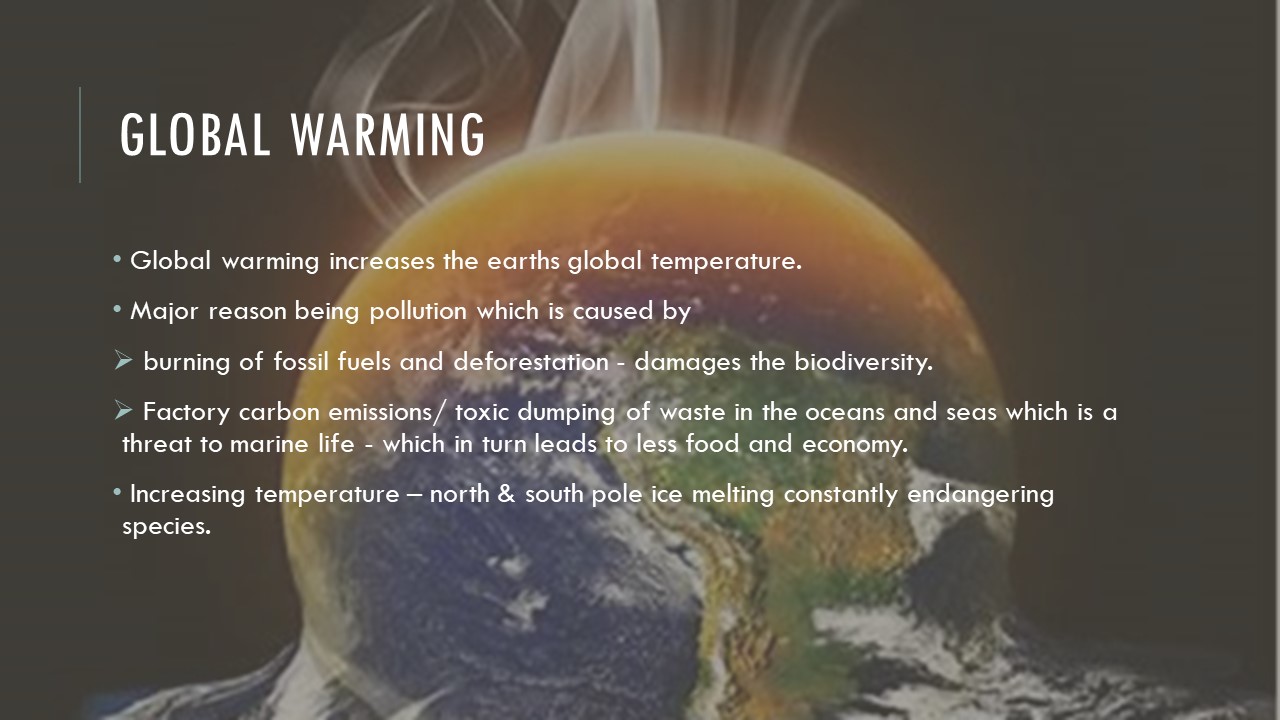 GLOBAL WARMING
• Global warming increases the earths global temperature.
• Major reason being pollution which is caused by
➢ burning of fossil fuels and deforestation - damages the biodiversity.
➢ Factory carbon emissions/ toxic dumping of waste in the oceans and seas which is a
threat to marine life - which in turn leads to less food and economy.
• Increasing temperature – north & south pole ice melting constantly endangering
species.